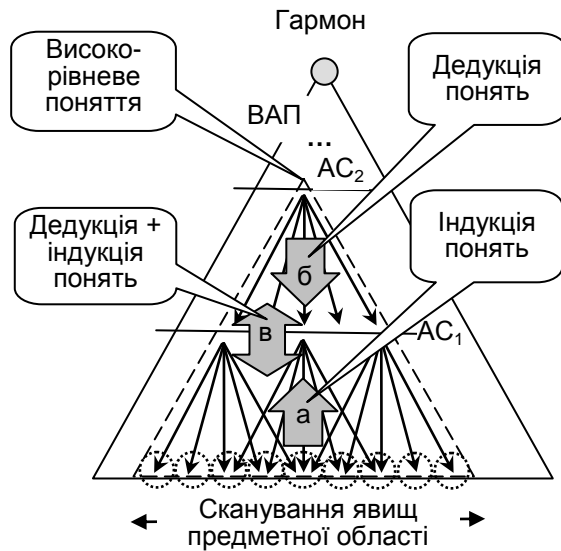 Гармон
Високо-
рівневе
поняття
Дедукція
понять
ВАП
...
АС₂
Дедукція +
індукція
понять
Індукція
понять
б
в
АС₁
а
Сканування явищ
предметної області